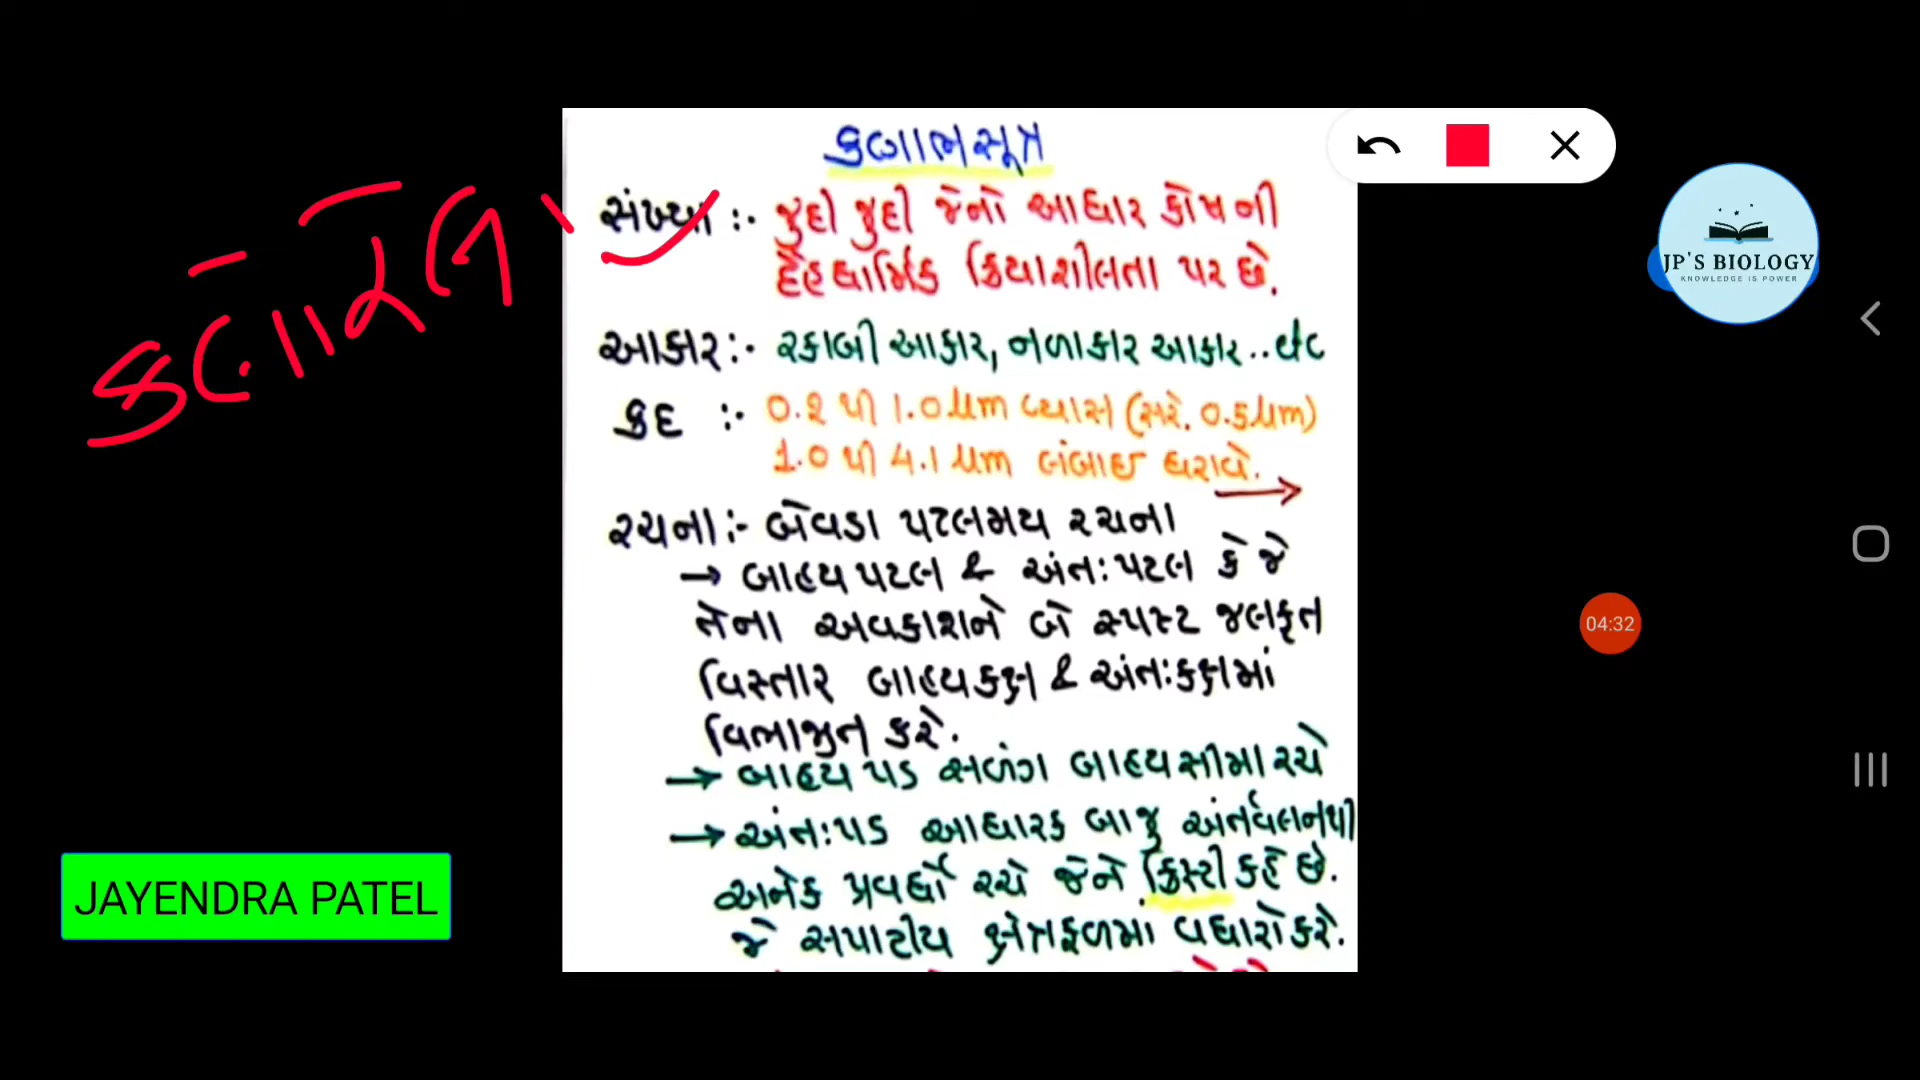 કણાભસૂત્ર
સંખ્યા :- જુદી જુદી જેનો આધાર કોષની
દેહધાર્મિક ક્રિયાશીલતા પર છે.
આકાર:- રકાબી આકાર, નળાકાર આકાર..etc
કદ :- 0.2 થી 1.0 μm વ્યાસ (સરે. 0.5μm)
1.0 થી 4.1 μm લંબાઇ ધરાવે.
રચના:- બેવડા પટલમય રચના
→ બાહ્યપટલ & અંત:પટલ કે જે
તેના અવકાશને બે સ્પષ્ટ જલકૃત
વિસ્તાર બાહ્યકક્ષ & અંત:કક્ષમાં
વિભાજીત કરે.
→ બાહ્ય પડ સળંગ બાહ્યસીમા રચે
→ અંત:પડ આધારક બાજુ અંતર્વલનથી
અનેક પ્રવર્ધો રચે જેને ક્રિસ્ટી કહે છે.
જે સપાટીય ક્ષેત્રફળમાં વધારો કરે.
JP'S BIOLOGY
KNOWLEDGE IS POWER
04:32
JAYENDRA PATEL